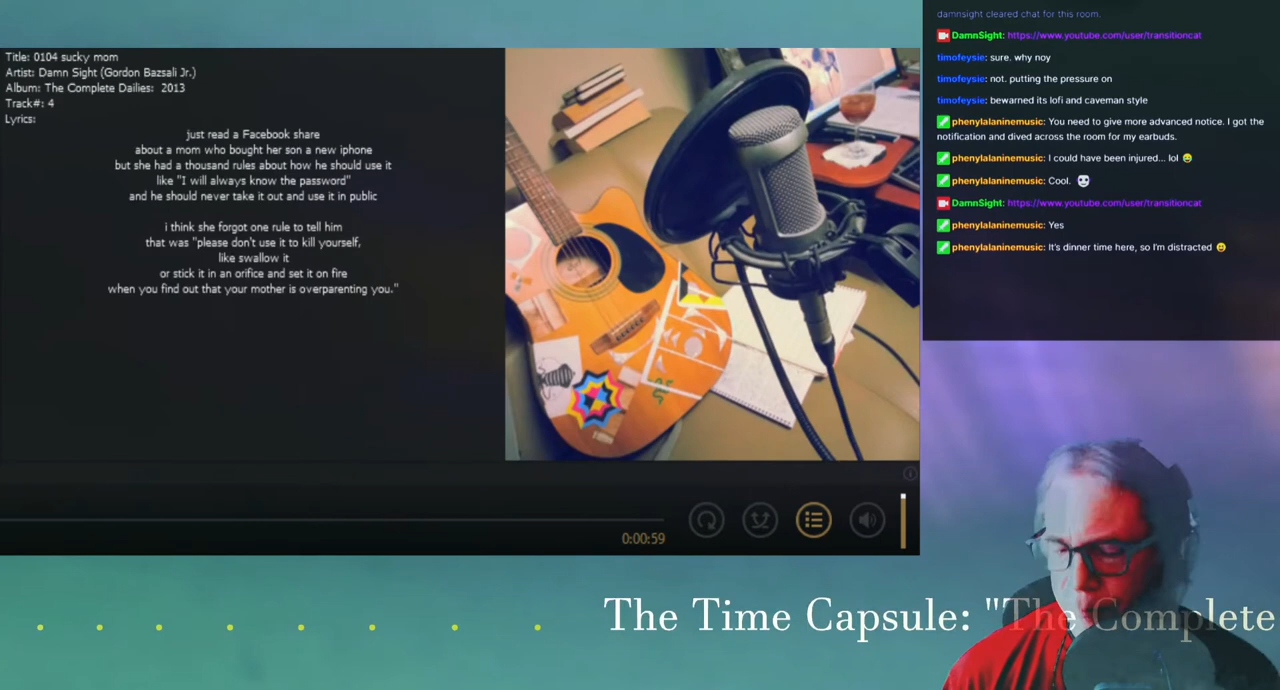 Title: 0104 sucky mom
Artist: Damn Sight (Gordon Bazsali Jr.)
Album: The Complete Dailies: 2013
Track#: 4
Lyrics:
just read a Facebook share
about a mom who bought her son a new iphone
but she had a thousand rules about how he should use it
like "I will always know the password"
and he should never take it out and use it in public
i think she forgot one rule to tell him
that was "please don't use it to kill yourself,
like swallow it
or stick it in an orifice and set it on fire
when you find out that your mother is overparenting you."
0:00:59
damnsight cleared chat for this room.
DamnSight: https://www.youtube.com/user/transitioncat
timofeysie: sure. why noy
timofeysie: not. putting the pressure on
timofeysie: bewarned its lofi and caveman style
phenylalaninemusic: You need to give more advanced notice. I got the
notification and dived across the room for my earbuds.
phenylalaninemusic: I could have been injured... lol 😅
phenylalaninemusic: Cool.
DamnSight: https://www.youtube.com/user/transitioncat
phenylalaninemusic: Yes
phenylalaninemusic: It's dinner time here, so I'm distracted 😀
The Time Capsule: "The Complete